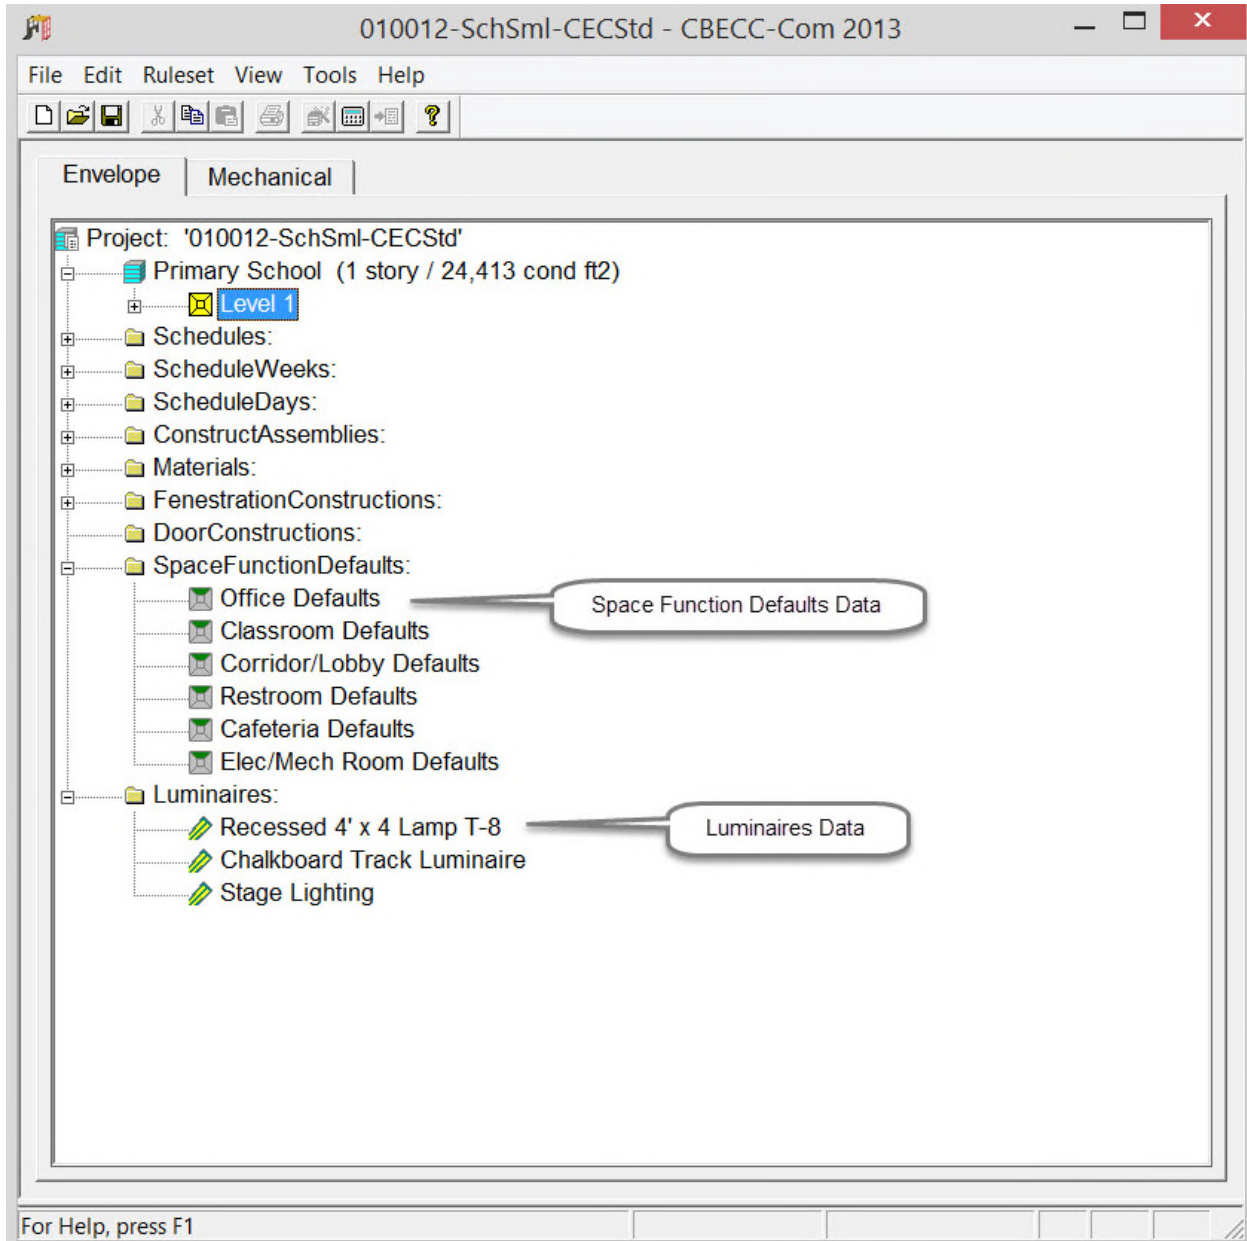 010012-SchSml-CECStd - CBECC-Com 2013
File Edit Ruleset View Tools Help
Envelope Mechanical
Project: '010012-SchSml-CECStd'
Primary School (1 story / 24,413 cond ft2)
Level 1
Schedules:
ScheduleWeeks:
ScheduleDays:
ConstructAssemblies:
Materials:
FenestrationConstructions:
DoorConstructions:
SpaceFunctionDefaults:
Office Defaults Space Function Defaults Data
Classroom Defaults
Corridor/Lobby Defaults
Restroom Defaults
Cafeteria Defaults
Elec/Mech Room Defaults
Luminaires:
Recessed 4' x 4 Lamp T-8 Luminaires Data
Chalkboard Track Luminaire
Stage Lighting
For Help, press F1